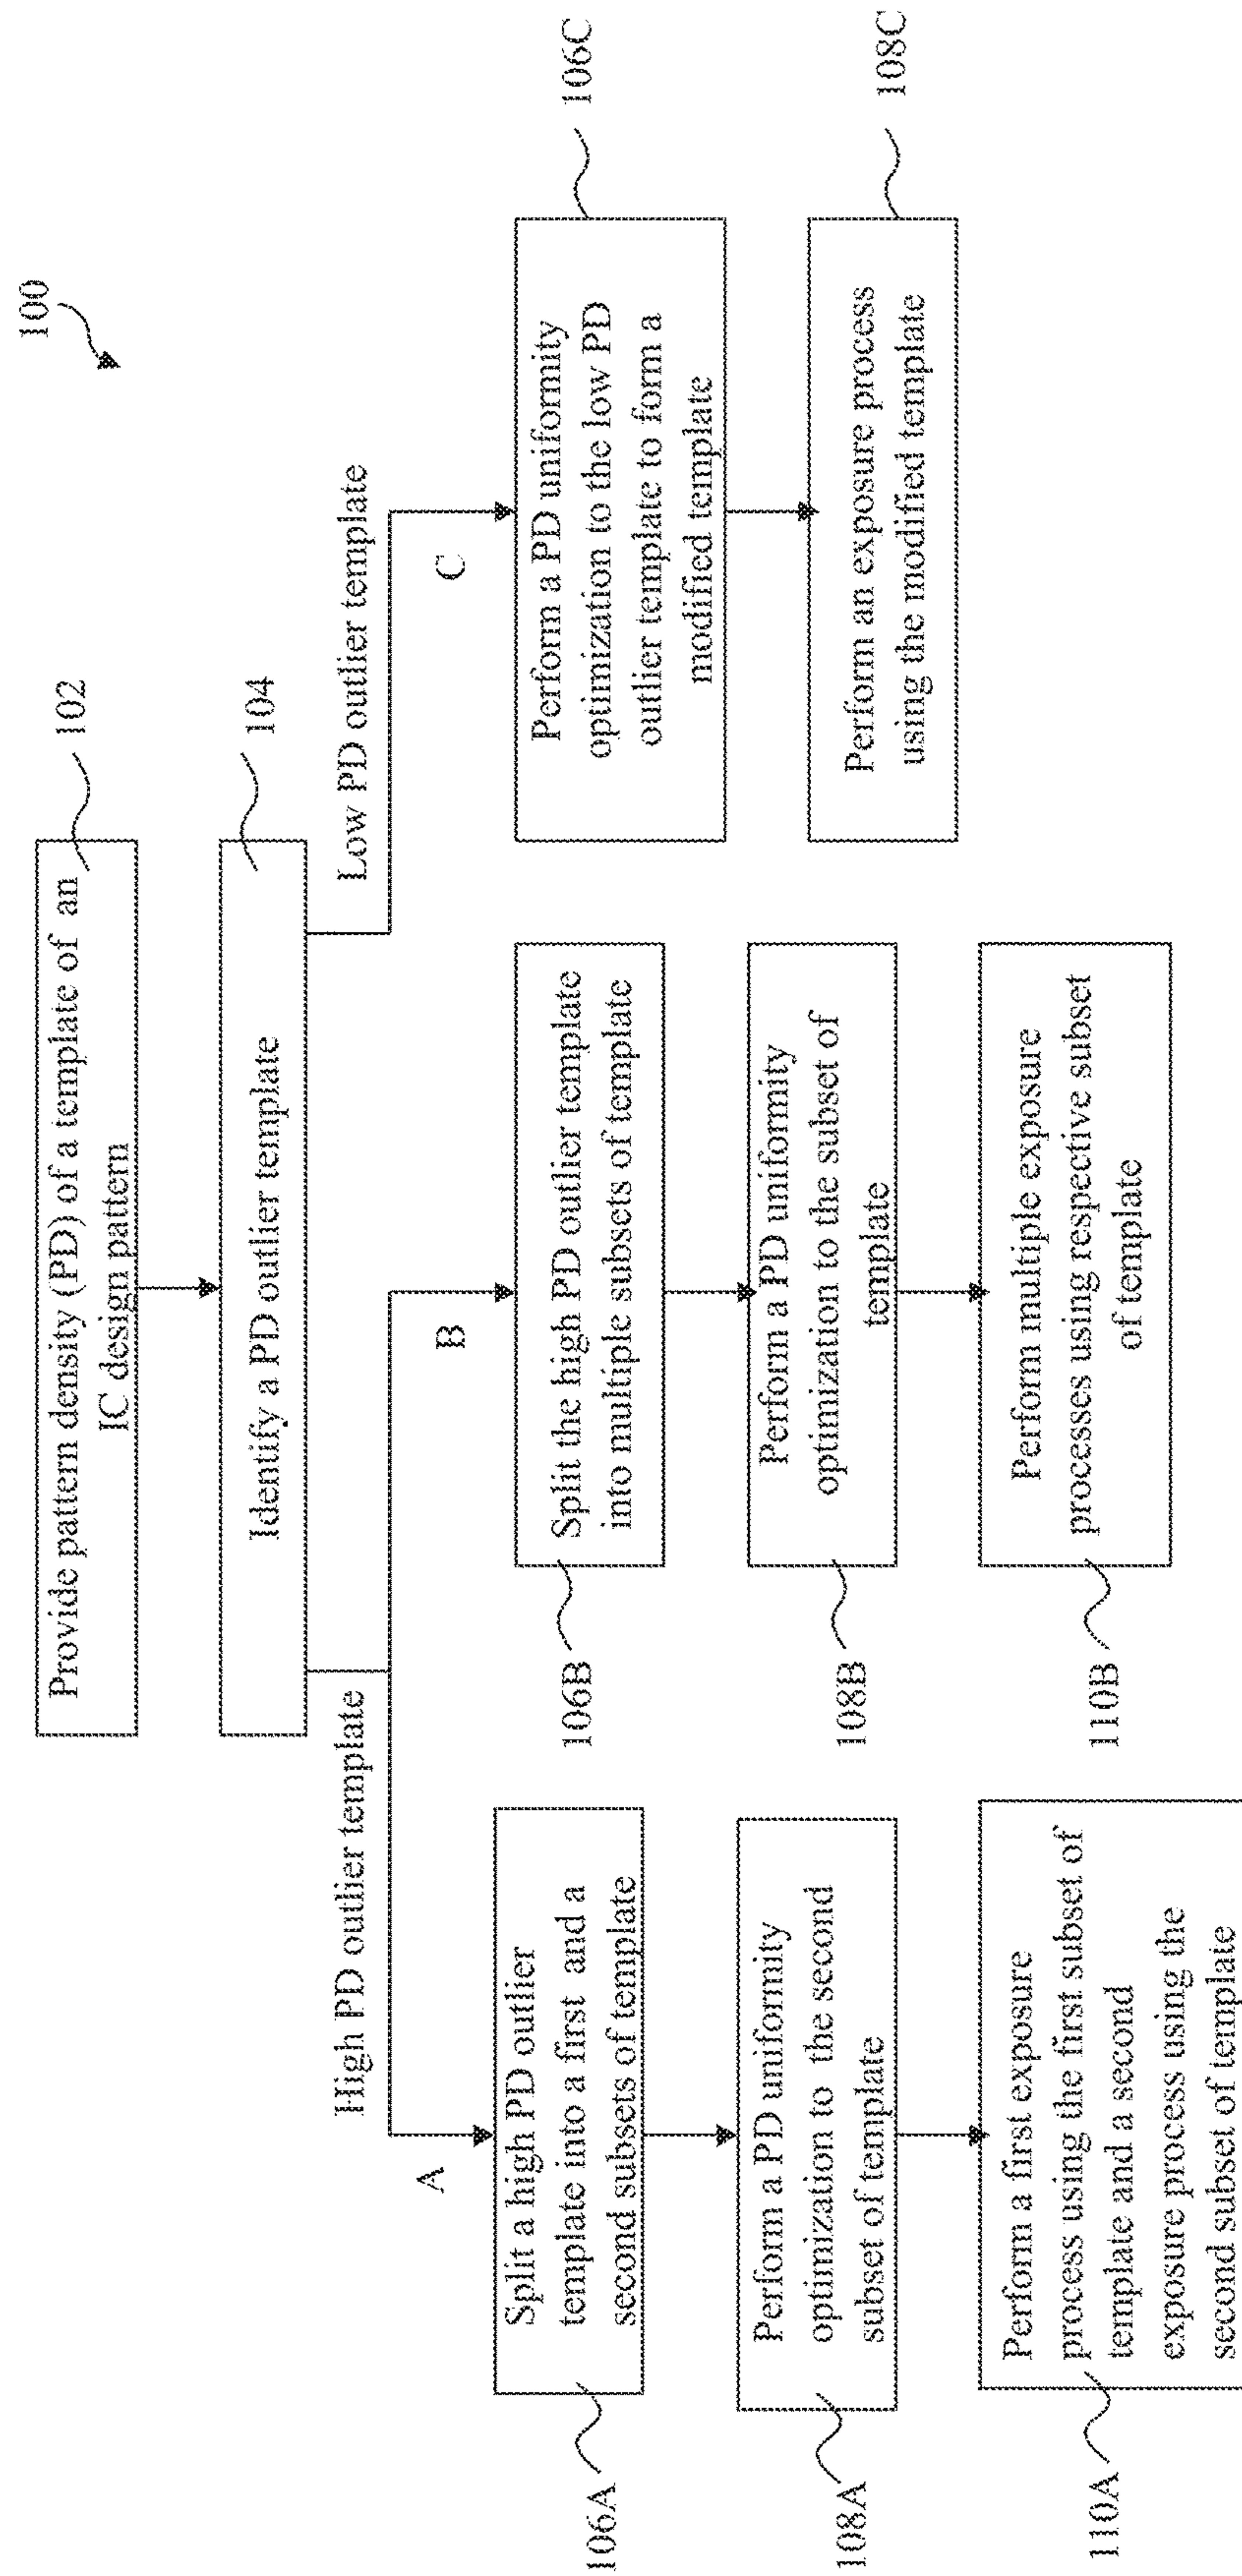 100
102
Provide pattern density (PD) of a template of an
IC design pattern
104
Identify a PD outlier template
High PD outlier template
Low PD outlier template
A
B
C
106A
Split a high PD outlier
template into a first and a
second subsets of template
108A
Perform a PD uniformity
optimization to the second
subset of template
110A
Perform a first exposure
process using the first subset of
template and a second
exposure process using the
second subset of template
106B
Split the high PD outlier template
into multiple subsets of template
108B
Perform a PD uniformity
optimization to the subset of
template
110B
Perform multiple exposure
processes using respective subset
of template
106C
Perform a PD uniformity
optimization to the low PD
outlier template to form a
modified template
108C
Perform an exposure process
using the modified template